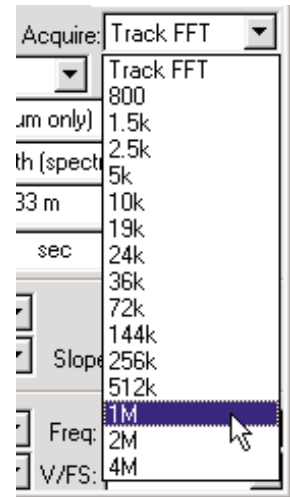 Acquire: Track FFT
Track FFT
800
um only) 1.5k
2.5k
th (spect 5k
33 m 10k
19k
sec 24k
36k
72k
144k
Slope 256k
512k
1M
Freq: 2M
V/FS: 4M